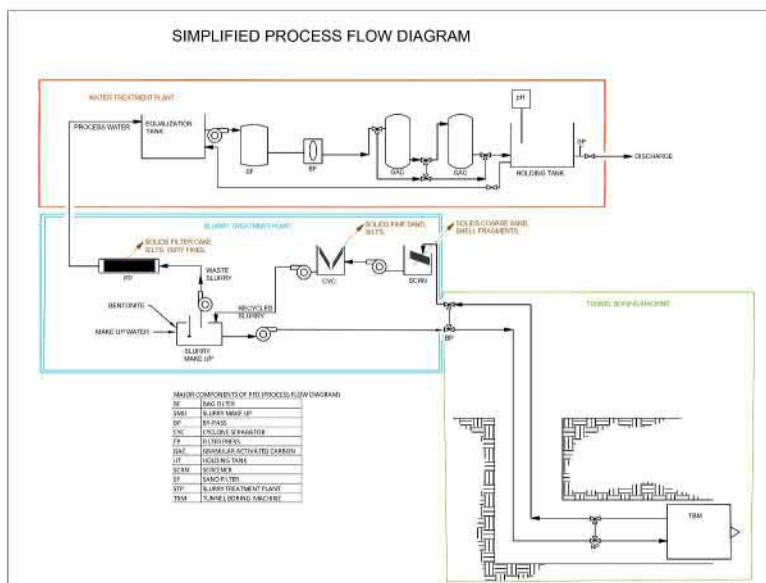 SIMPLIFIED PROCESS FLOW DIAGRAM
WATER TREATMENT PLANT
PROCESS WATER
EQUALIZATION
TANK
SF
BF
GAC
GAC
pH
HOLDING TANK
SP
DISCHARGE
SLURRY TREATMENT PLANT
SOLIDS FILTER CAKE,
SILTS, VERY FINES.
FP
WASTE
SLURRY
SOLIDS FINE SAND,
SILTS.
CYC
SOLIDS COARSE SAND,
SHELL FRAGMENTS.
SCRN
RECYCLED
SLURRY
BENTONITE
MAKE UP WATER
SLURRY
MAKE UP
BP
TUNNEL BORING MACHINE
TBM
BP
MAJOR COMPONENTS OF PFD (PROCESS FLOW DIAGRAM)
BF BAG FILTER
SMU SLURRY MAKE UP
BP BY-PASS
CYC CYCLONE SEPARATOR
FP FILTER PRESS
GAC GRANULAR ACTIVATED CARBON
HT HOLDING TANK
SCRN SCREENER
SF SAND FILTER
STP SLURRY TREATMENT PLANT
TBM TUNNEL BORING MACHINE